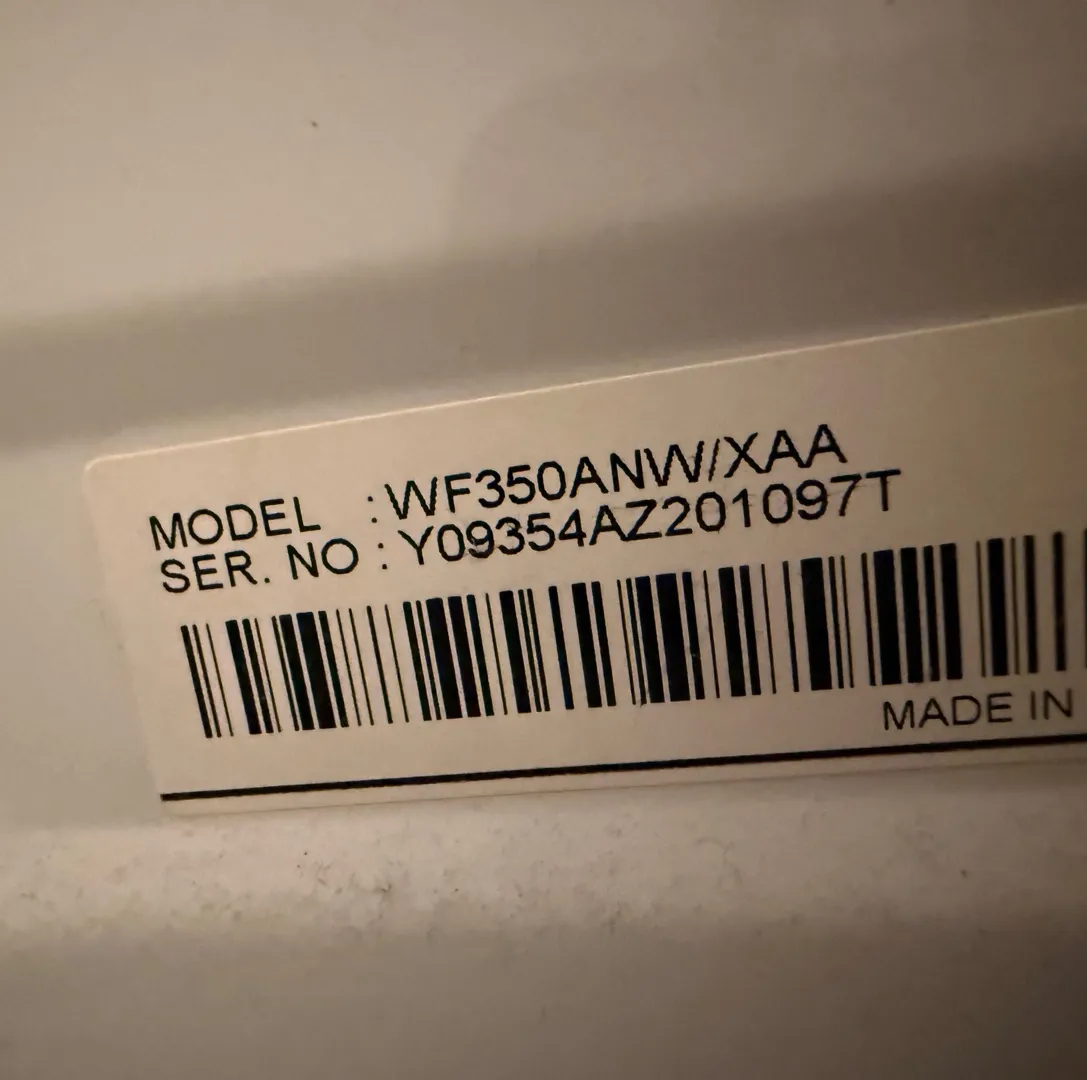 MODEL : WF350ANW/XAA
SER. NO : Y09354AZ201097T
MADE IN